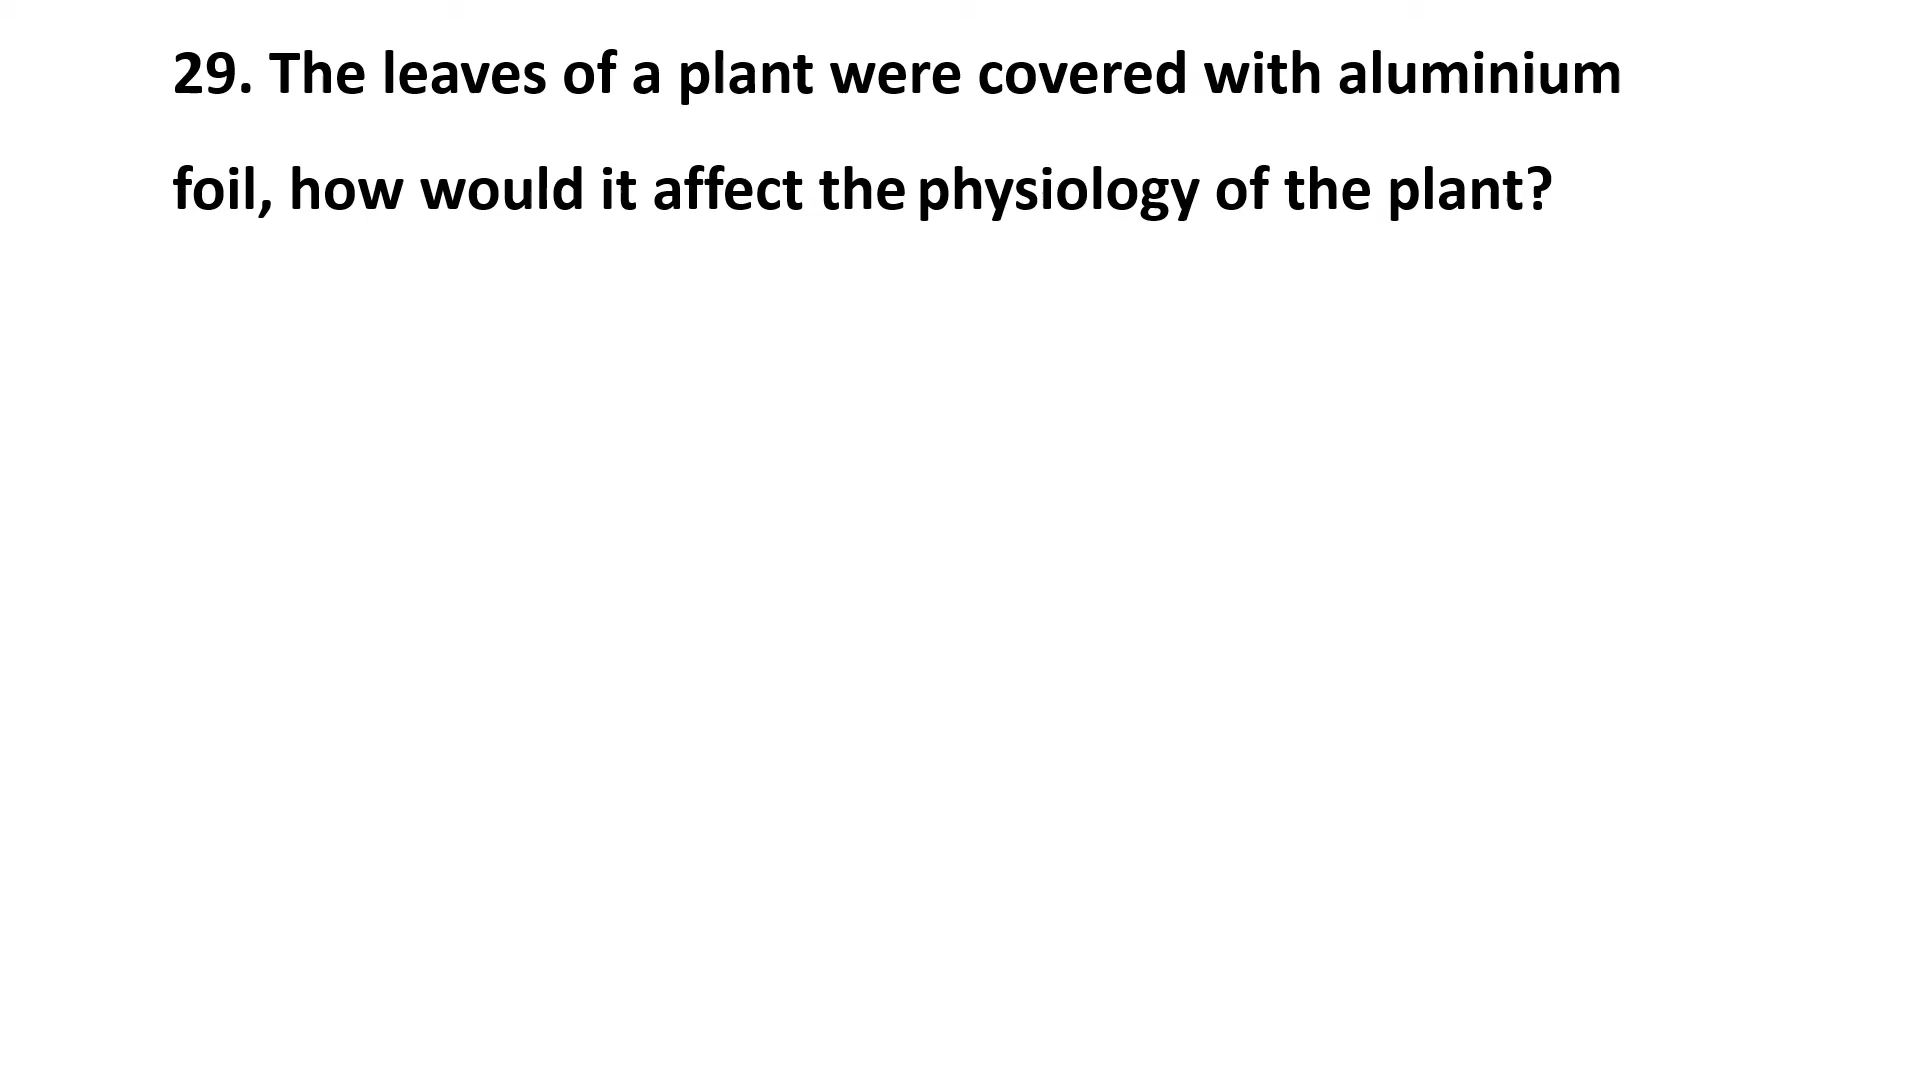 29. The leaves of a plant were covered with aluminium
foil, how would it affect the physiology of the plant?